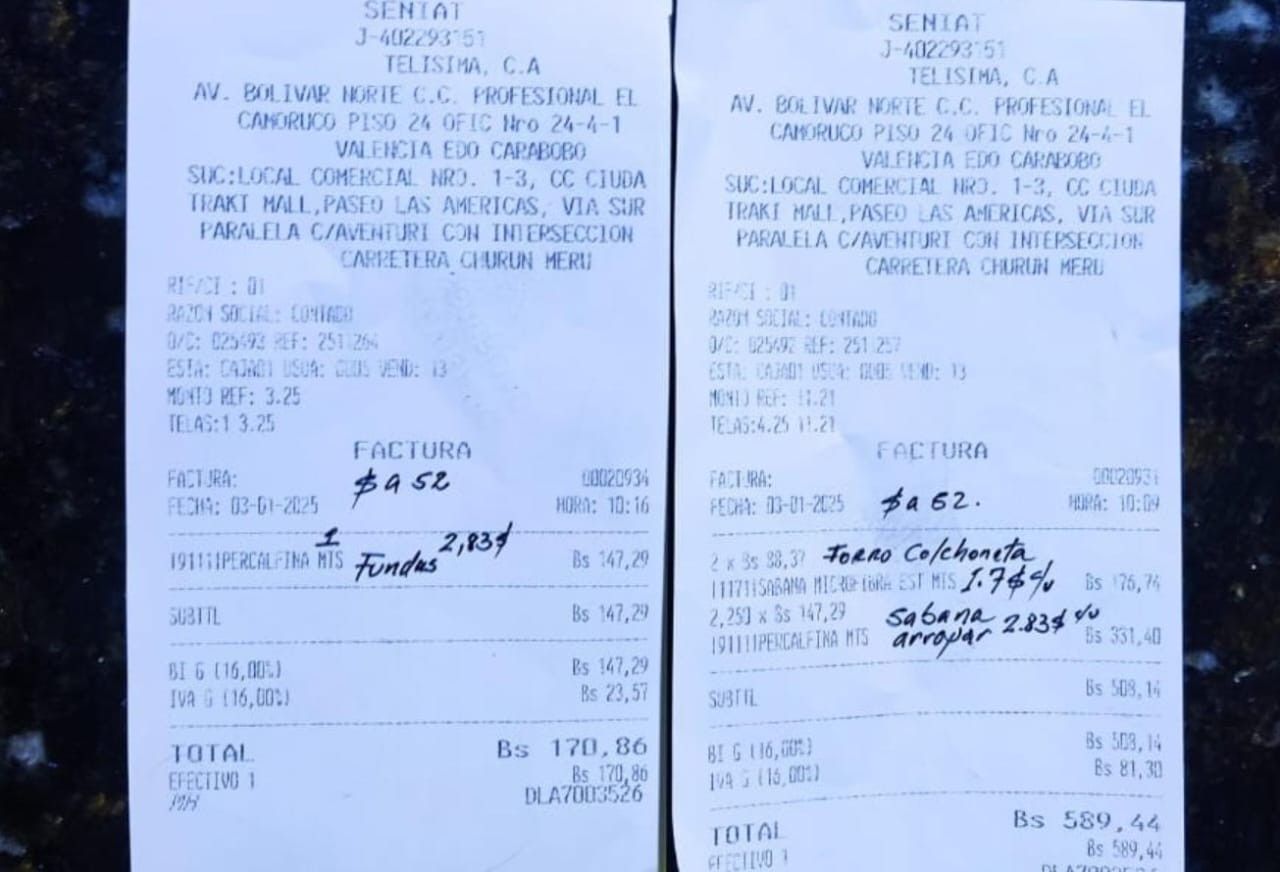 SENIAT
J-402293151
TELISIMA, C.A
AV. BOLIVAR NORTE C.C. PROFESIONAL EL
CAMORUCO PISO 24 OFIC Nro 24-4-1
VALENCIA EDO CARABOBO
SUC:LOCAL COMERCIAL NRO. 1-3, CC CIUDA
TRAKI MALL,PASEO LAS AMERICAS, VIA SUR
PARALELA C/AVENTURI CON INTERSECCION
CARRETERA CHURUN MERU
RIF/CI : 01
RAZON SOCIAL: CONTADO
O/C: 025493 REF: 2511264
ESTA: CAJA01 USUA: VEND: 13
MONTO REF: 3.25
TELAS:1 3.25
FACTURA
FACTURA: 00020934
$ a 52
FECHA: 03-01-2025 HORA: 10:16
1 2,83$
191111PERCALFINA MTS Fundas Bs 147,29
SUBTTL Bs 147,29
BI G (16,00%) Bs 147,29
IVA G (16,00%) Bs 23,57
TOTAL Bs 170,86
EFECTIVO 1 Bs 170,86
DLA7003526
SENIAT
J-402293151
TELISIMA, C.A
AV. BOLIVAR NORTE C.C. PROFESIONAL EL
CAMORUCO PISO 24 OFIC Nro 24-4-1
VALENCIA EDO CARABOBO
SUC:LOCAL COMERCIAL NRO. 1-3, CC CIUDA
TRAKI MALL,PASEO LAS AMERICAS, VIA SUR
PARALELA C/AVENTURI CON INTERSECCION
CARRETERA CHURUN MERU
RIF/CI : 01
RAZON SOCIAL: CONTADO
O/C: 025492 REF: 2511257
ESTA: CAJA01 USUA: VEND: 13
MONTO REF: 11.21
TELAS:4.25 11.21
FACTURA
FACTURA: 00020931
FECHA: 03-01-2025 $ a 52. HORA: 10:09
2 x Bs 88,37 Forro Colchoneta
111711SABANA MICROFIBRA EST MTS 1.7$ c/u Bs 176,74
2,250 x Bs 147,29 Sabana 2.83$ c/u
191111PERCALFINA MTS arropar Bs 331,40
SUBTTL Bs 508,14
BI G (16,00%) Bs 508,14
IVA G (16,00%) Bs 81,30
TOTAL Bs 589,44
EFECTIVO 1 Bs 589,44